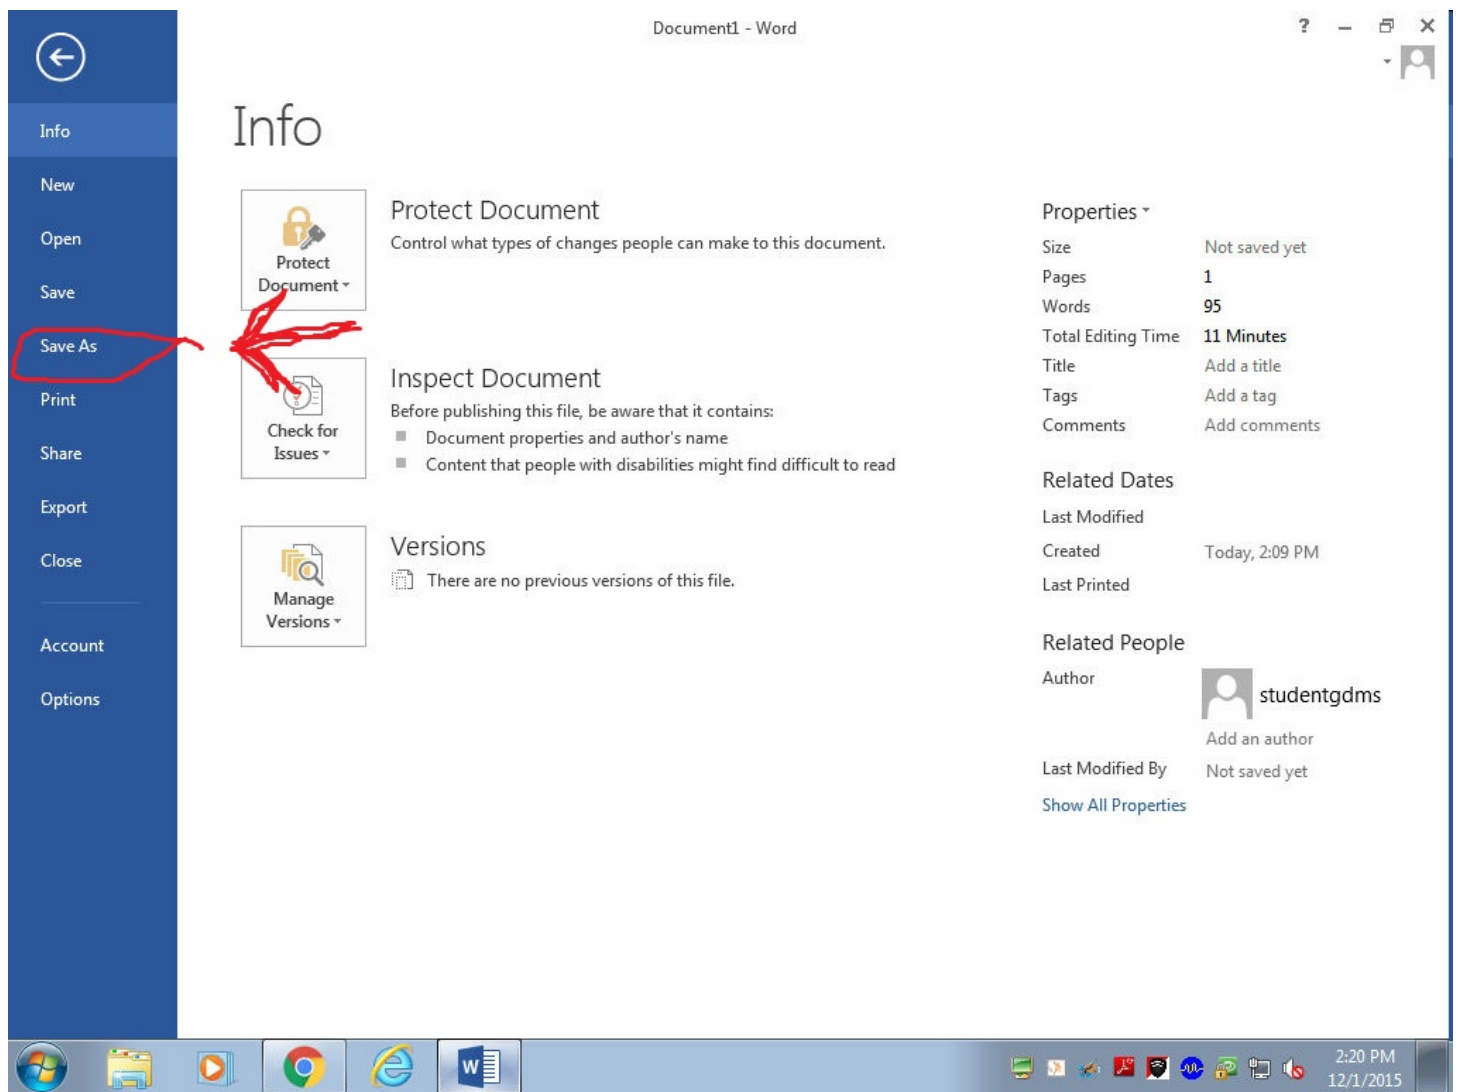 Document1 - Word
?
Info
New
Open
Save
Save As
Print
Share
Export
Close
Account
Options
Info
Protect
Document
Protect Document
Control what types of changes people can make to this document.
Check for
Issues
Inspect Document
Before publishing this file, be aware that it contains:
Document properties and author's name
Content that people with disabilities might find difficult to read
Manage
Versions
Versions
There are no previous versions of this file.
Properties
Size Not saved yet
Pages 1
Words 95
Total Editing Time 11 Minutes
Title Add a title
Tags Add a tag
Comments Add comments
Related Dates
Last Modified
Created Today, 2:09 PM
Last Printed
Related People
Author studentgdms
Add an author
Last Modified By Not saved yet
Show All Properties
W
2:20 PM
12/1/2015